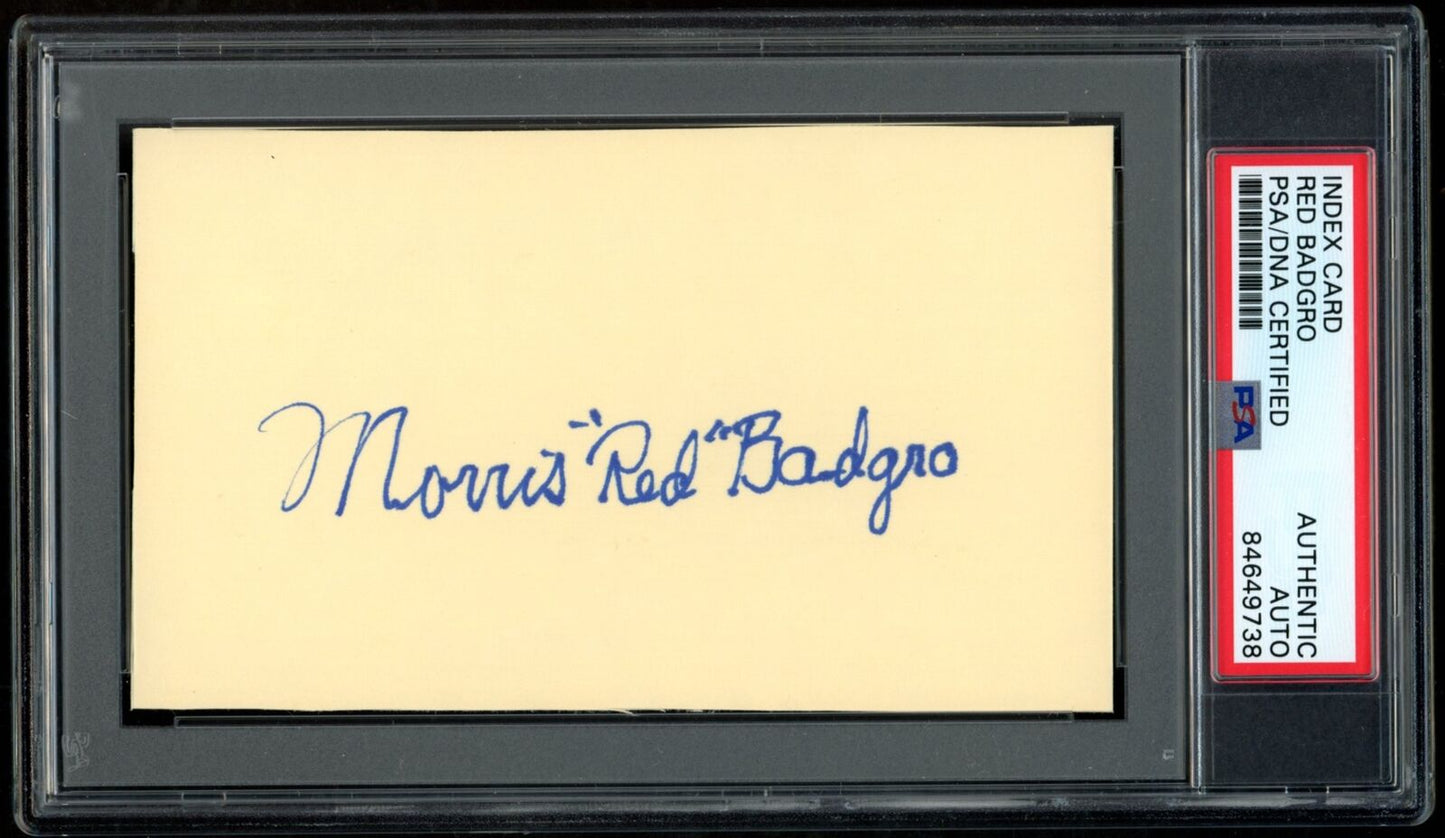 Morris "Red" Badgro
INDEX CARD
RED BADGRO
PSA/DNA CERTIFIED
PSA
AUTHENTIC
AUTO
84649738